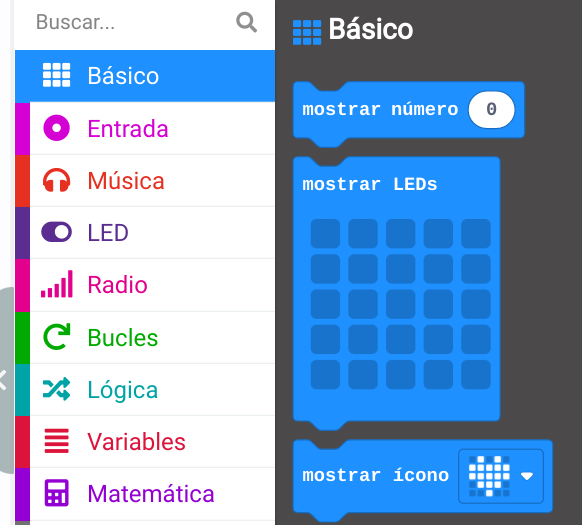 Buscar...
Básico
Entrada
Música
LED
Radio
Bucles
Lógica
Variables
Matemática
Básico
mostrar número 0
mostrar LEDs
mostrar ícono